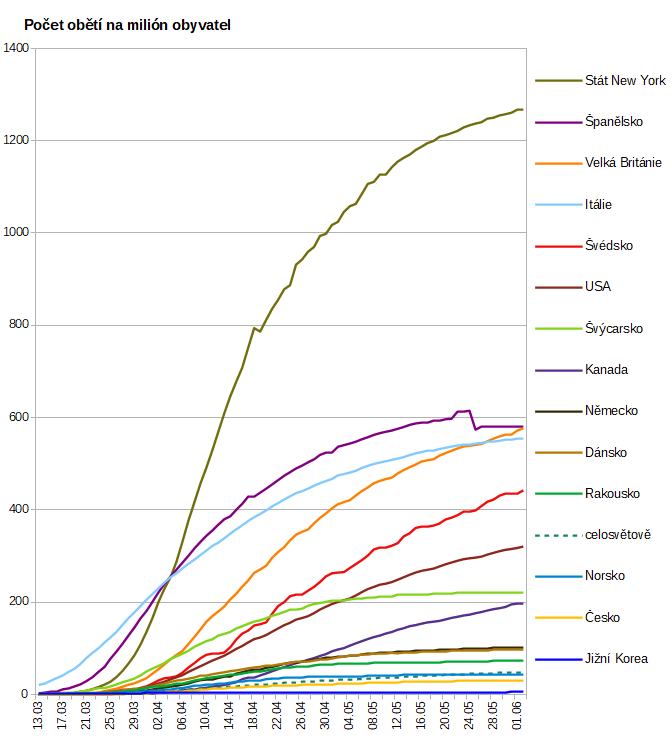 Počet obětí na milión obyvatel
1400
1200
1000
800
600
400
200
0
13.03 17.03 21.03 25.03 29.03 02.04 06.04 10.04 14.04 18.04 22.04 26.04 30.04 04.05 08.05 12.05 16.05 20.05 24.05 28.05 01.06
Stát New York
Španělsko
Velká Británie
Itálie
Švédsko
USA
Švýcarsko
Kanada
Německo
Dánsko
Rakousko
celosvětově
Norsko
Česko
Jižní Korea